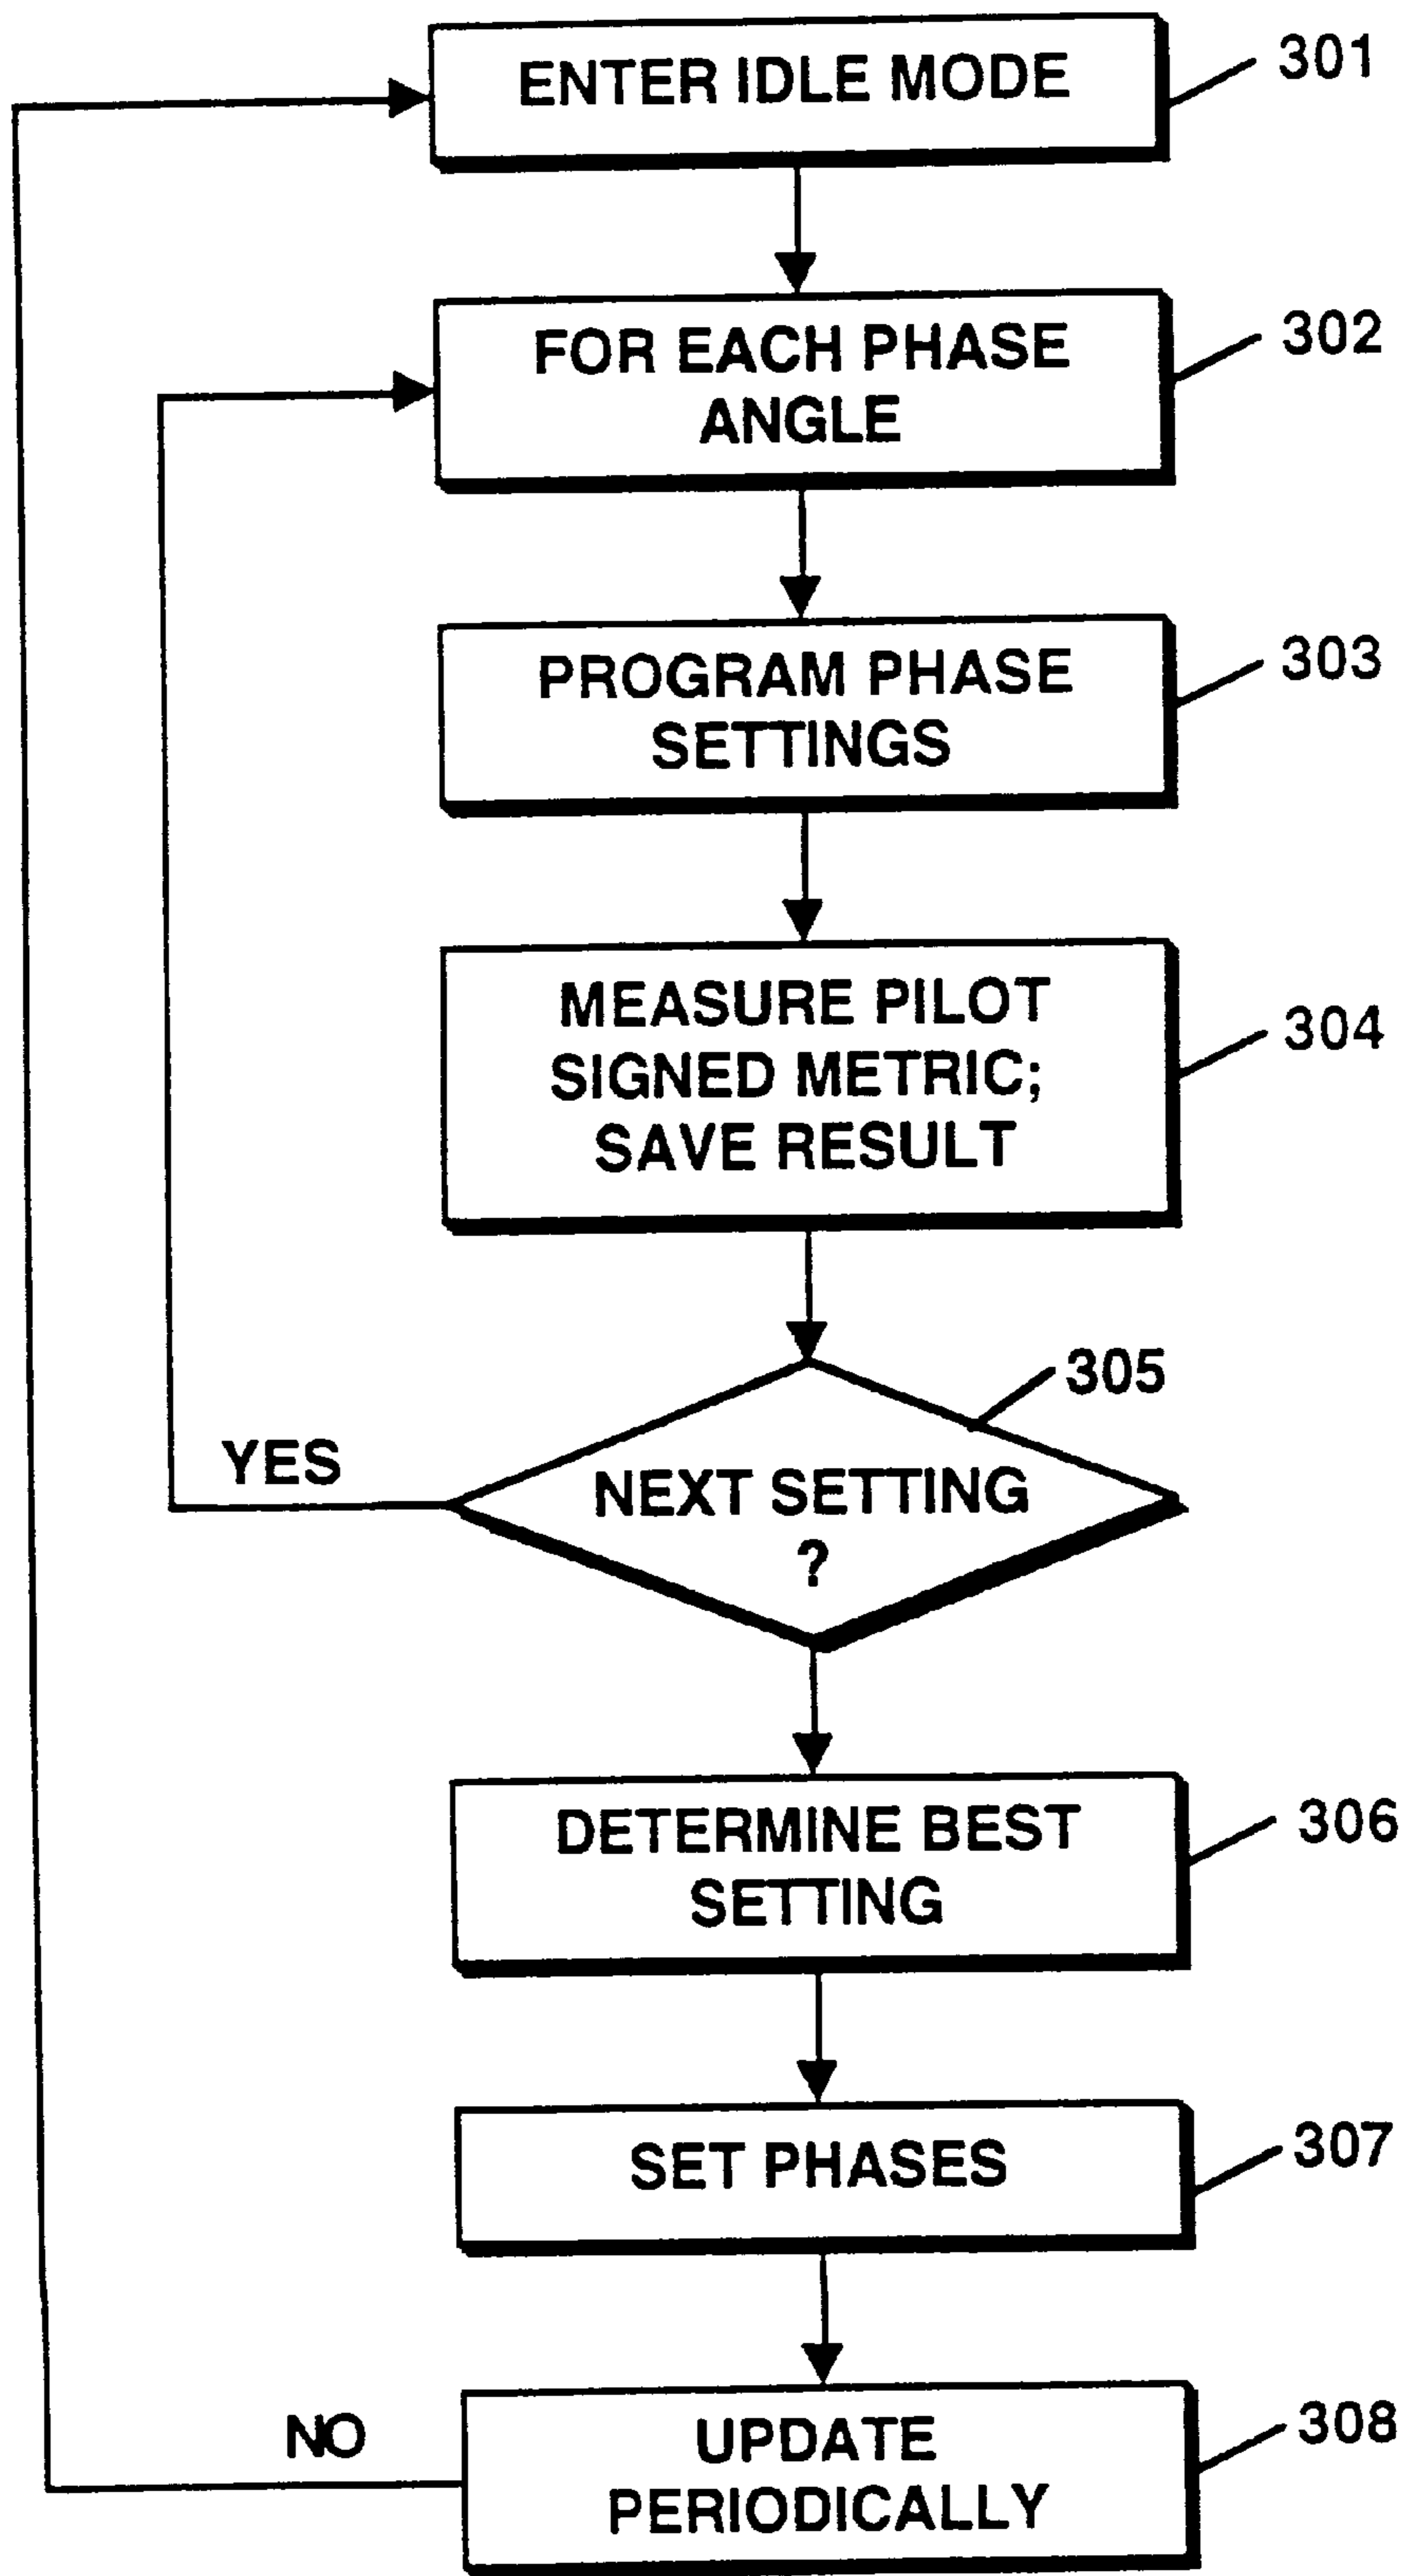 ENTER IDLE MODE
301
FOR EACH PHASE
ANGLE
302
PROGRAM PHASE
SETTINGS
303
MEASURE PILOT
SIGNED METRIC;
SAVE RESULT
304
305
YES
NEXT SETTING
?
DETERMINE BEST
SETTING
306
SET PHASES
307
NO
UPDATE
PERIODICALLY
308